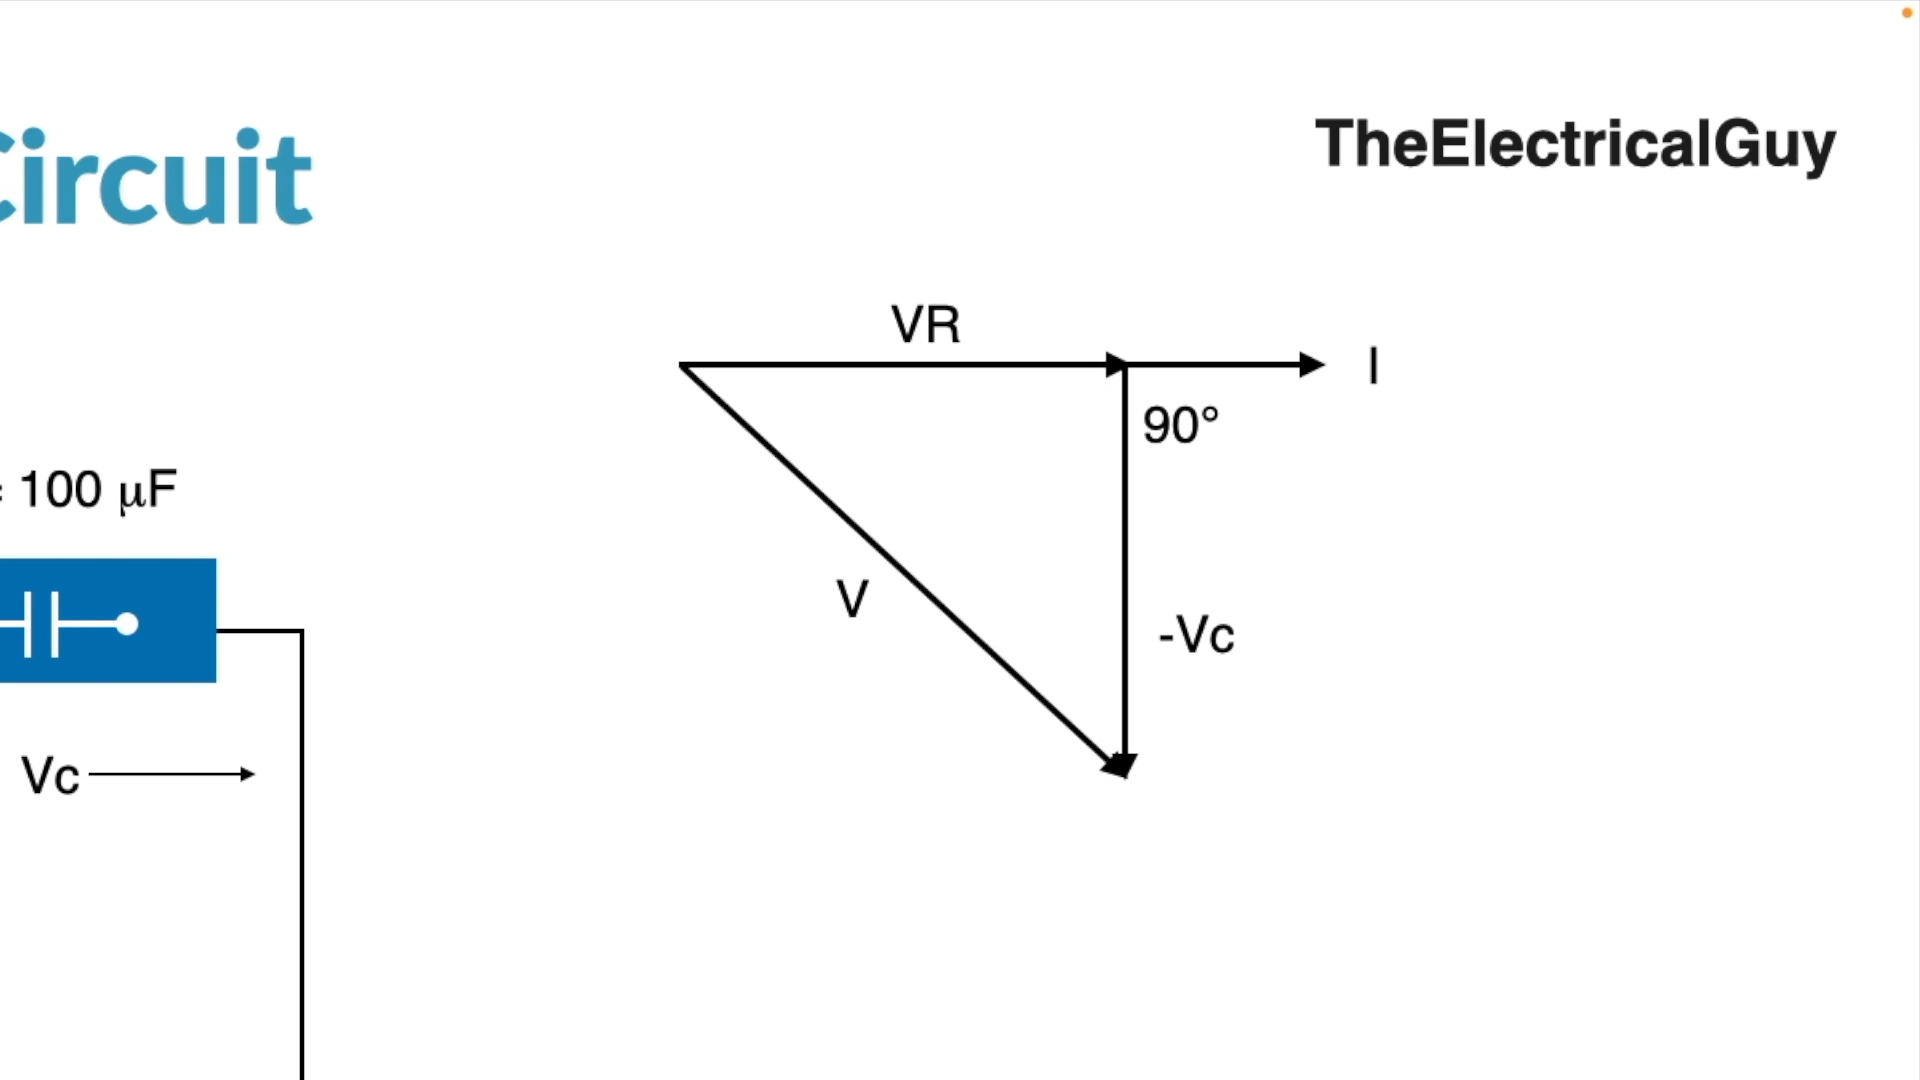 Circuit
TheElectricalGuy
VR
I
90°
= 100 µF
V
-Vc
Vc